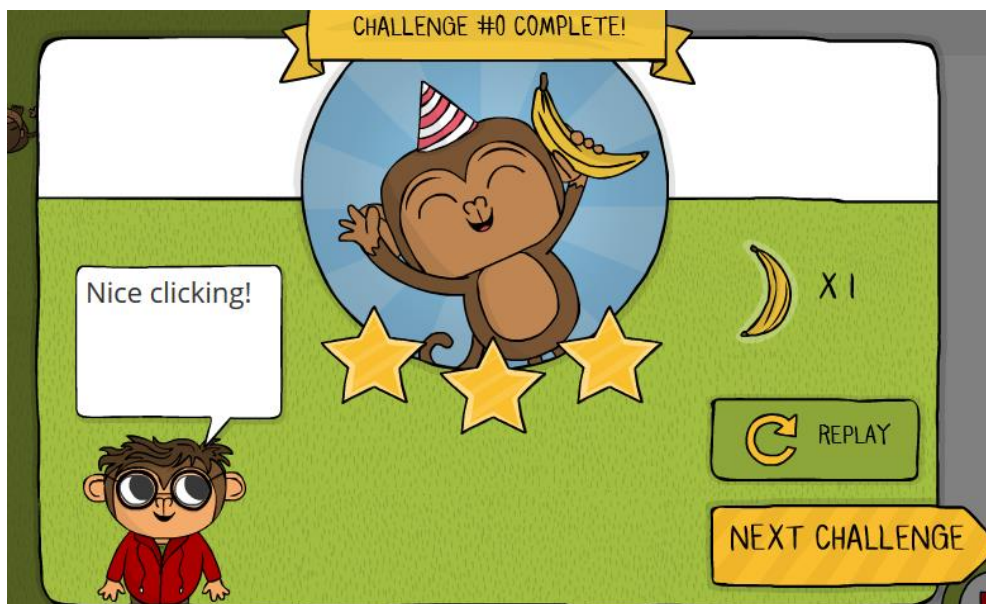 CHALLENGE #0 COMPLETE!
Nice clicking!
X 1
REPLAY
NEXT CHALLENGE